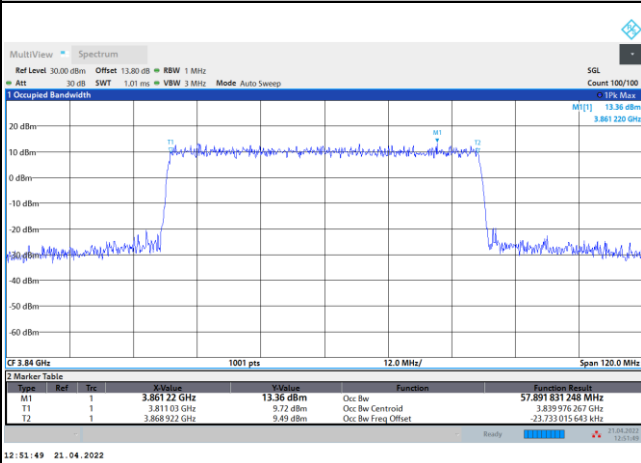 MultiView Spectrum
Ref Level 30.00 dBm Offset 13.80 dB RBW 1 MHz SGL
Att 30 dB SWT 1.01 ms VBW 3 MHz Mode Auto Sweep Count 100/100
1 Occupied Bandwidth 1Pk Max
M1[1] 13.36 dBm
3.861 220 GHz
20 dBm
M1
T1 T2
10 dBm
0 dBm
-10 dBm
-20 dBm
-30 dBm
-40 dBm
-50 dBm
-60 dBm
CF 3.84 GHz 1001 pts 12.0 MHz/ Span 120.0 MHz
2 Marker Table
Type Ref Trc X-Value Y-Value Function Function Result
M1 1 3.861 22 GHz 13.36 dBm Occ Bw 57.891 831 248 MHz
T1 1 3.811 03 GHz 9.72 dBm Occ Bw Centroid 3.839 976 267 GHz
T2 1 3.868 922 GHz 9.49 dBm Occ Bw Freq Offset -23.733 015 643 kHz
Ready 21.04.2022
12:51:49
12:51:49 21.04.2022